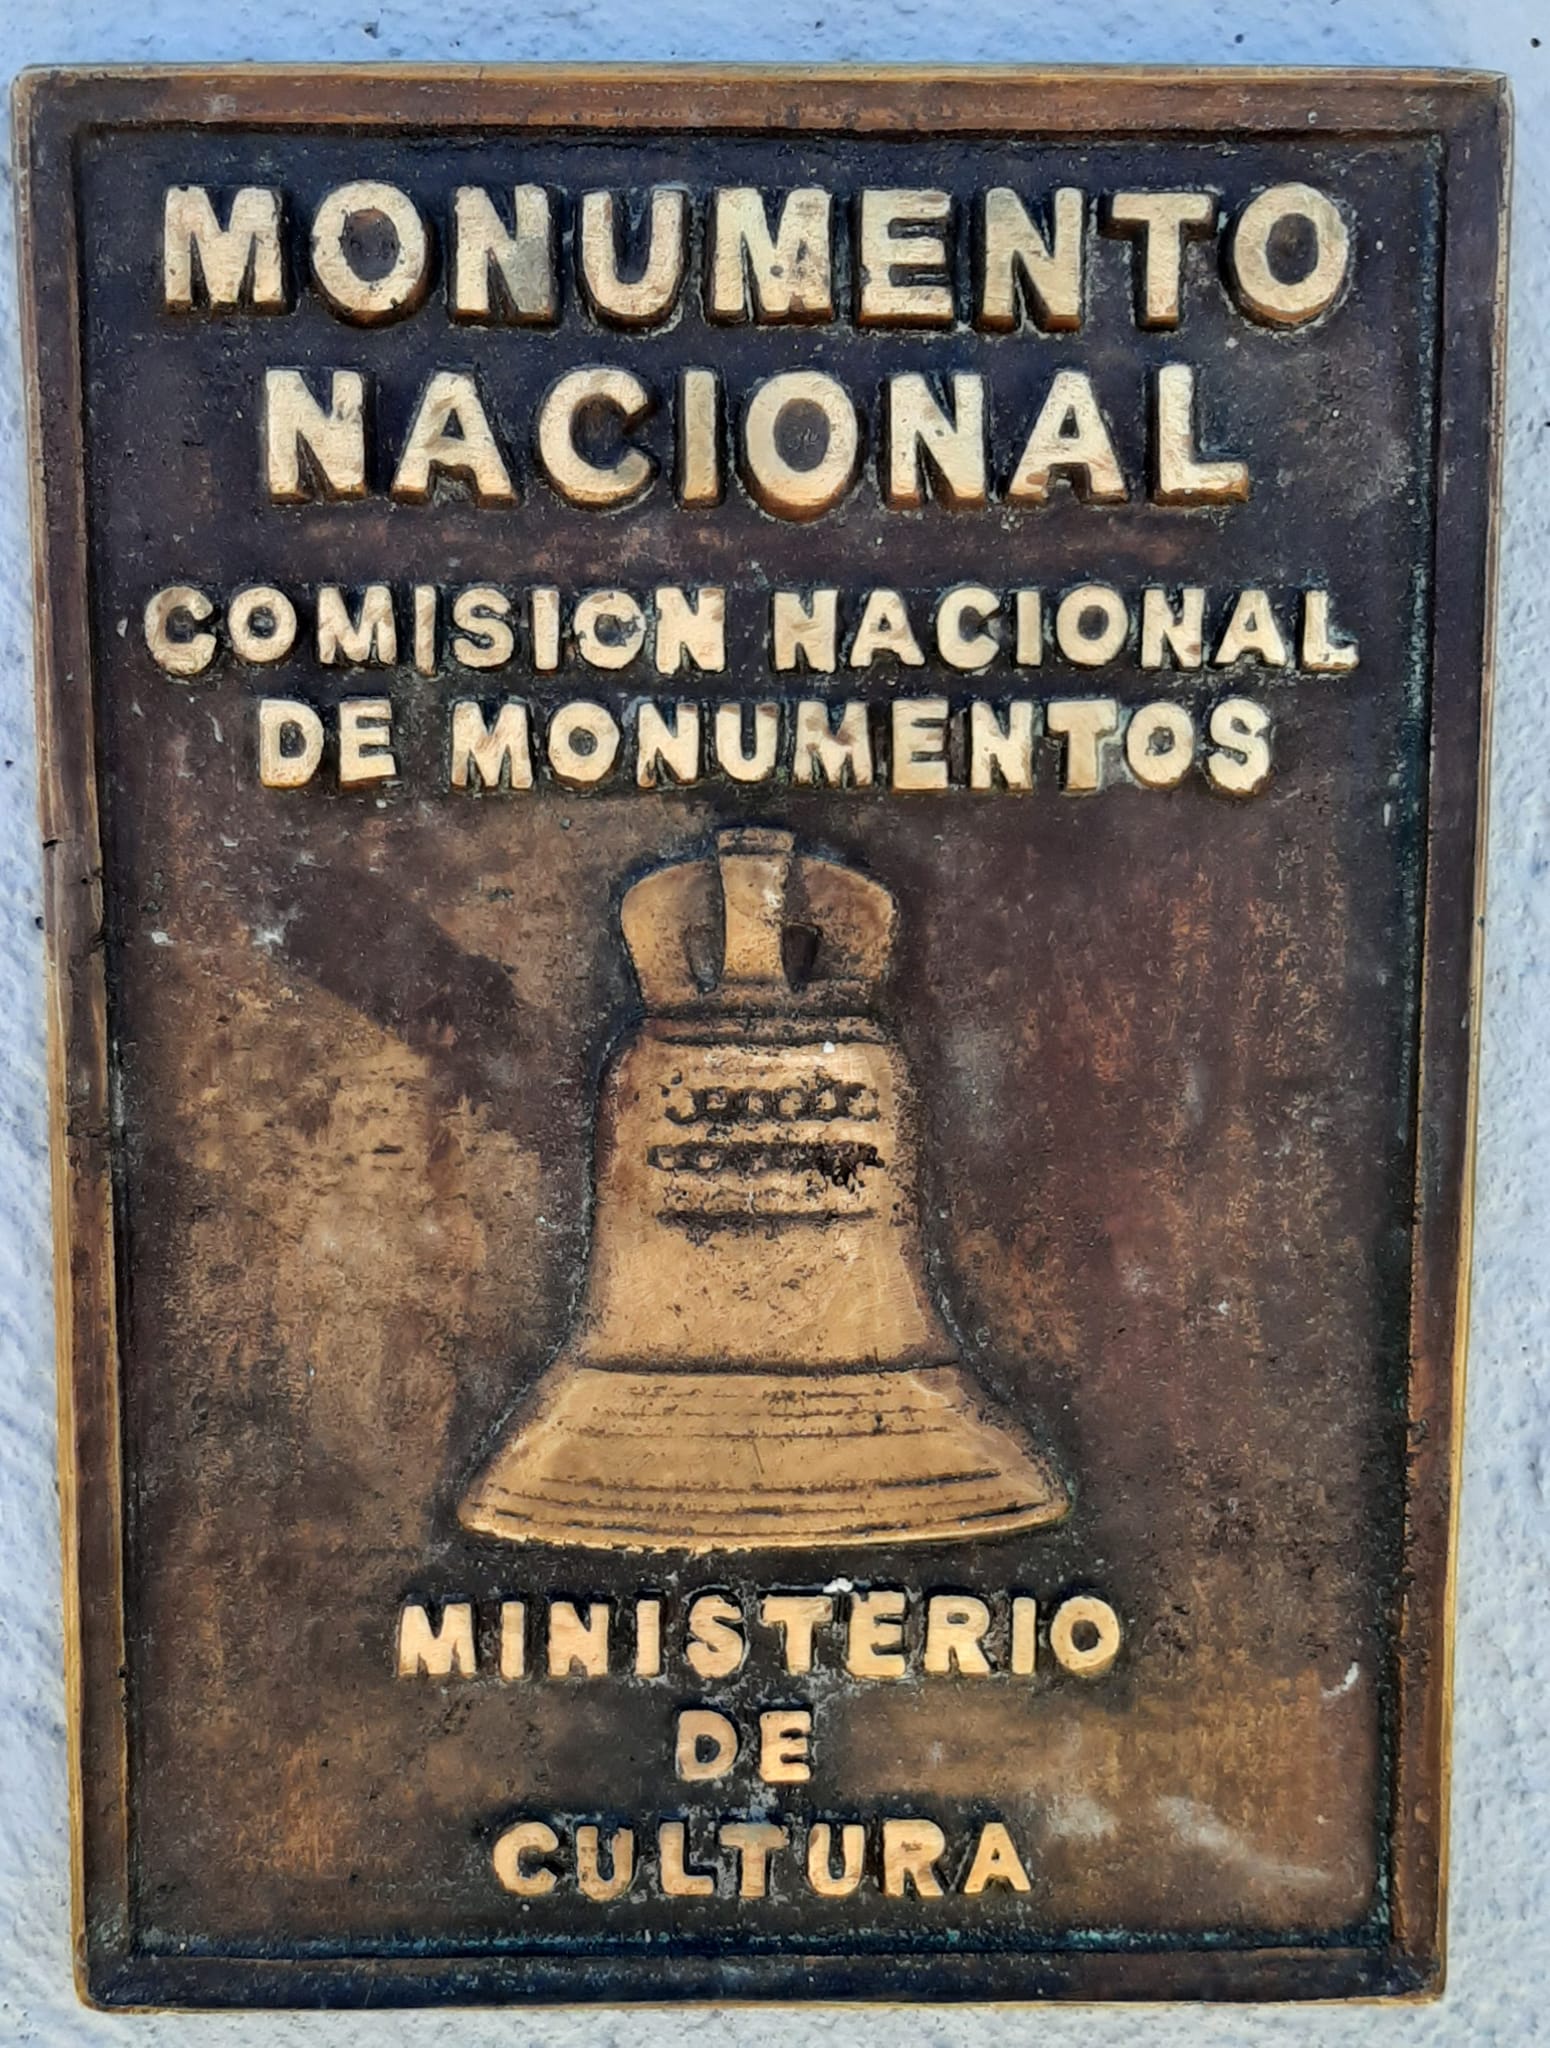 MONUMENTO
NACIONAL
COMISION NACIONAL
DE MONUMENTOS
MINISTERIO
DE
CULTURA